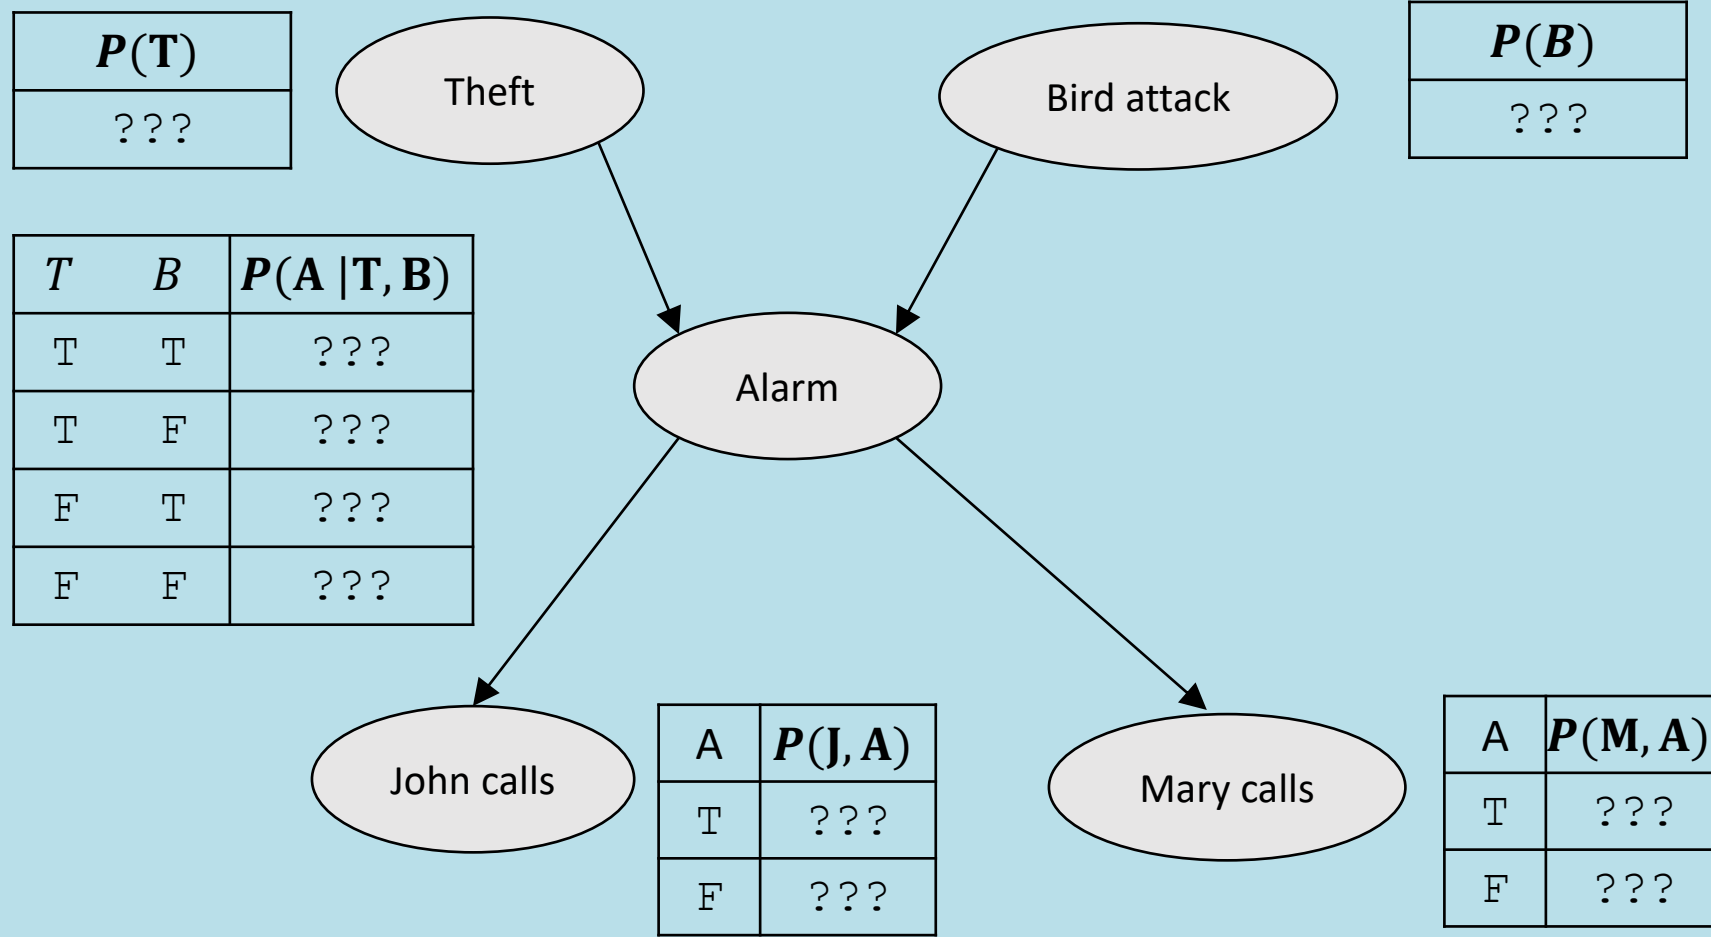 P(T)
???
Theft
Bird attack
P(B)
???
T B P(A |T, B)
T T ???
T F ???
F T ???
F F ???
Alarm
John calls
A P(J, A)
T ???
F ???
Mary calls
A P(M, A)
T ???
F ???